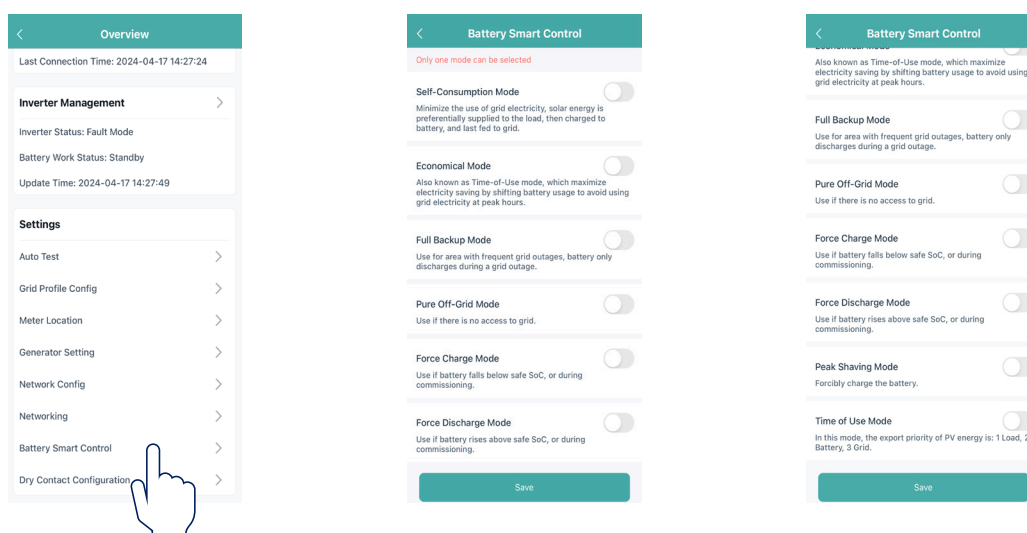 Overview
Last Connection Time: 2024-04-17 14:27:24
Inverter Management
Inverter Status: Fault Mode
Battery Work Status: Standby
Update Time: 2024-04-17 14:27:49
Settings
Auto Test
Grid Profile Config
Meter Location
Generator Setting
Network Config
Networking
Battery Smart Control
Dry Contact Configuration
Battery Smart Control
Only one mode can be selected
Self-Consumption Mode
Minimize the use of grid electricity, solar energy is
preferentially supplied to the load, then charged to
battery, and last fed to grid.
Economical Mode
Also known as Time-of-Use mode, which maximize
electricity saving by shifting battery usage to avoid using
grid electricity at peak hours.
Full Backup Mode
Use for area with frequent grid outages, battery only
discharges during a grid outage.
Pure Off-Grid Mode
Use if there is no access to grid.
Force Charge Mode
Use if battery falls below safe SoC, or during
commissioning.
Force Discharge Mode
Use if battery rises above safe SoC, or during
commissioning.
Save
Battery Smart Control
Also known as Time-of-Use mode, which maximize
electricity saving by shifting battery usage to avoid using
grid electricity at peak hours.
Full Backup Mode
Use for area with frequent grid outages, battery only
discharges during a grid outage.
Pure Off-Grid Mode
Use if there is no access to grid.
Force Charge Mode
Use if battery falls below safe SoC, or during
commissioning.
Force Discharge Mode
Use if battery rises above safe SoC, or during
commissioning.
Peak Shaving Mode
Forcibly charge the battery.
Time of Use Mode
In this mode, the export priority of PV energy is: 1 Load, 2
Battery, 3 Grid.
Save